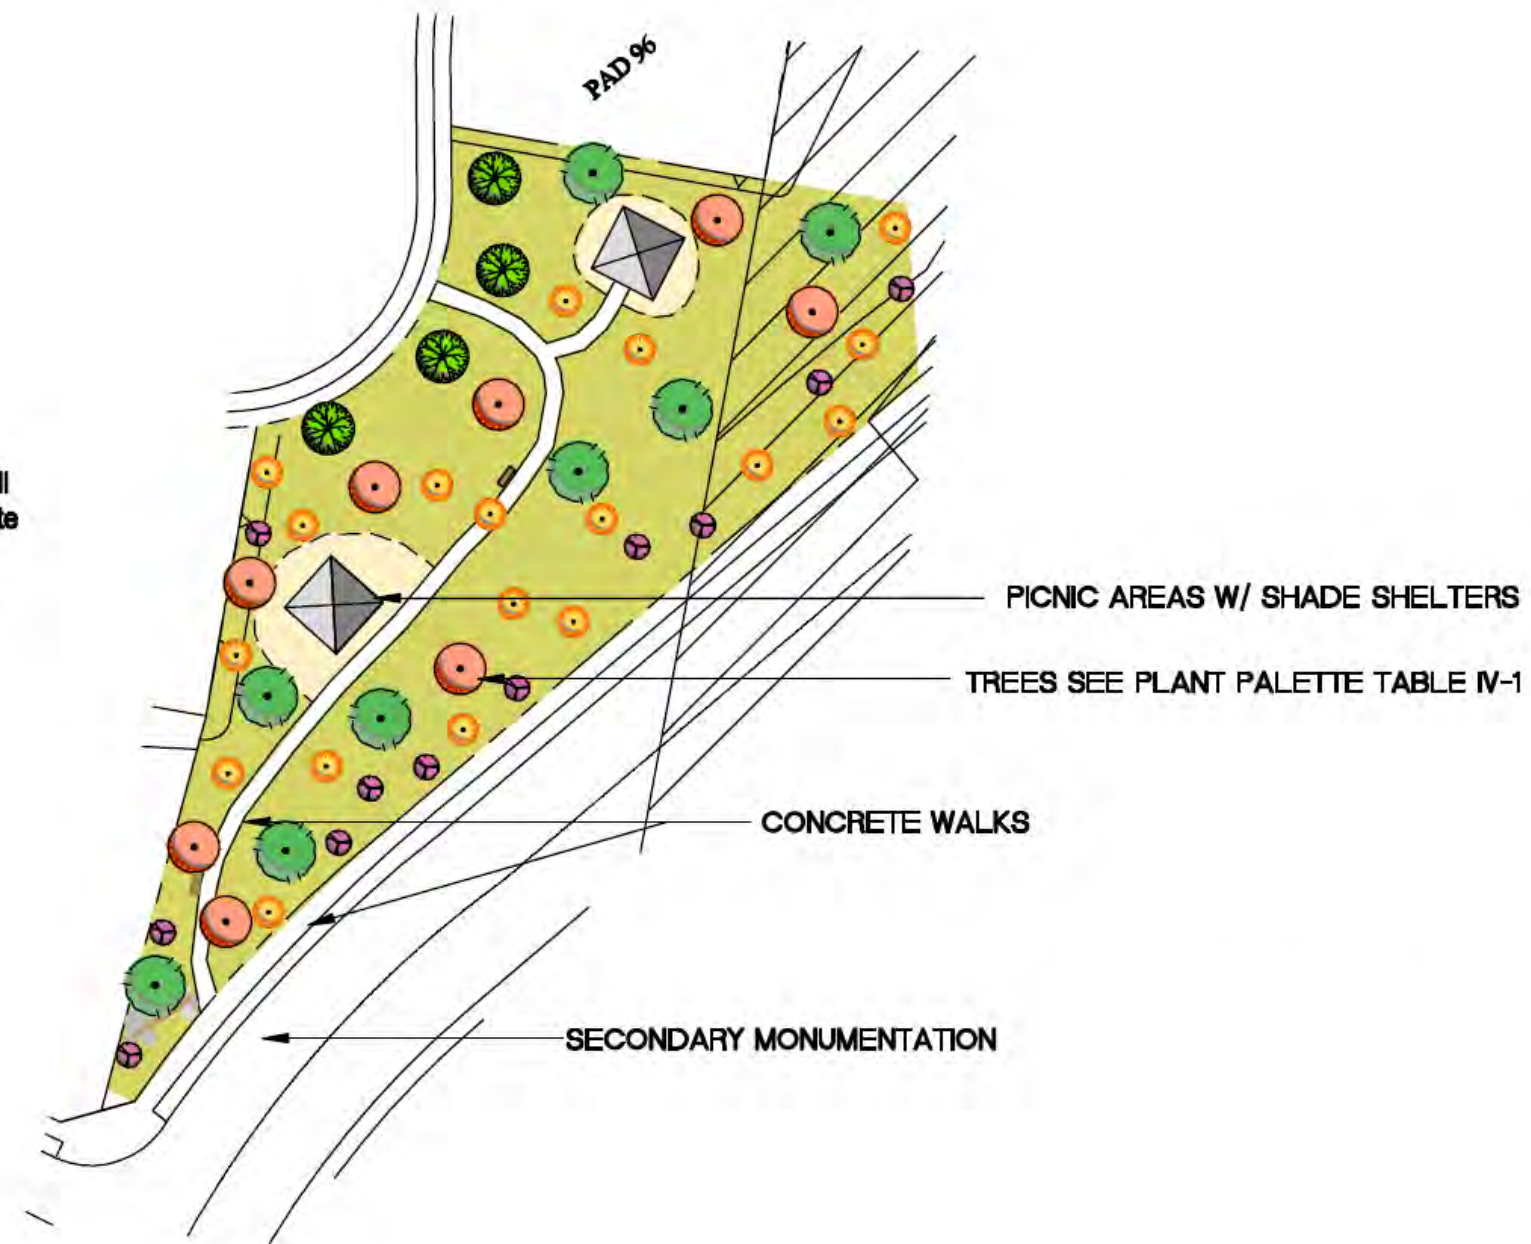 PAD 96
PICNIC AREAS W/ SHADE SHELTERS
TREES SEE PLANT PALETTE TABLE IV-1
CONCRETE WALKS
SECONDARY MONUMENTATION